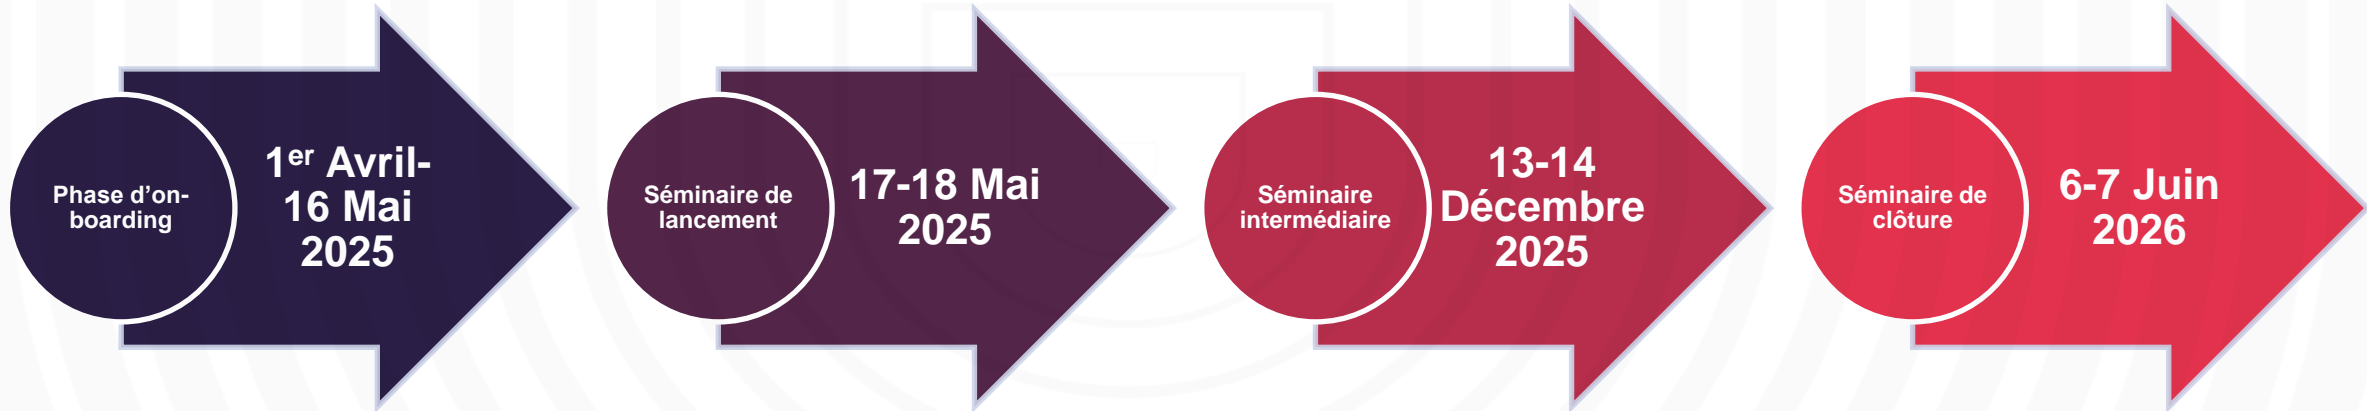 Phase d’on-
boarding
1er Avril-
16 Mai
2025
Séminaire de
lancement
17-18 Mai
2025
Séminaire
intermédiaire
13-14
Décembre
2025
Séminaire de
clôture
6-7 Juin
2026